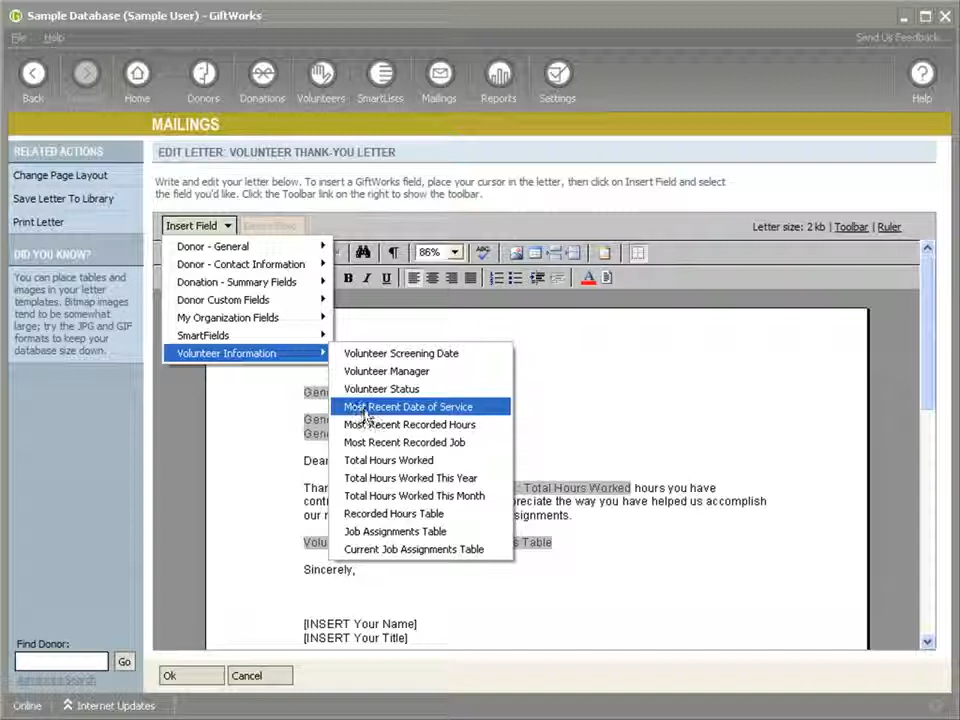 Sample Database (Sample User) - GiftWorks
File Help Send Us Feedback...
Back Home Donors Donations Volunteers SmartLists Mailings Reports Settings Help
MAILINGS
RELATED ACTIONS
Change Page Layout
Save Letter To Library
Print Letter
DID YOU KNOW?
You can place tables and
images in your letter
templates. Bitmap images
tend to be somewhat
large; try the JPG and GIF
formats to keep your
database size down.
Find Donor:
Go
Advanced Search
EDIT LETTER: VOLUNTEER THANK-YOU LETTER
Write and edit your letter below. To insert a GiftWorks field, place your cursor in the letter, then click on Insert Field and select
the field you'd like. Click the Toolbar link on the right to show the toolbar.
Insert Field Letter size: 2 kb | Toolbar | Ruler
86%
B I U
Donor - General
Donor - Contact Information
Donation - Summary Fields
Donor Custom Fields
My Organization Fields
SmartFields
Volunteer Information
Volunteer Screening Date
Volunteer Manager
Volunteer Status
Most Recent Date of Service
Most Recent Recorded Hours
Most Recent Recorded Job
Total Hours Worked
Total Hours Worked This Year
Total Hours Worked This Month
Recorded Hours Table
Job Assignments Table
Current Job Assignments Table
Gen
Gen
Gen
Dear
Than : Total Hours Worked hours you have
contr preciate the way you have helped us accomplish
our r signments.
Volu s Table
Sincerely,
[INSERT Your Name]
[INSERT Your Title]
Ok Cancel
Online Internet Updates